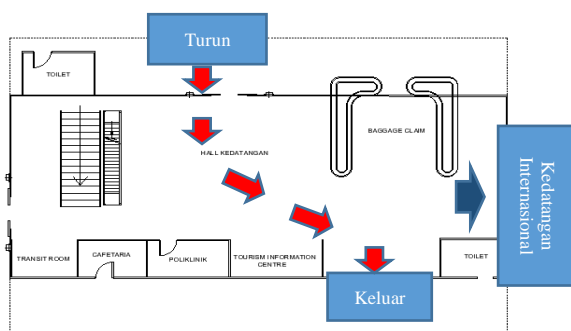 Turun
TOILET
BAGGAGE CLAIM
HALL KEDATANGAN
Kedatangan
Internasional
TRANSIT ROOM
CAFETARIA
POLIKLINIK
TOURISM INFORMATION
CENTRE
TOILET
Keluar